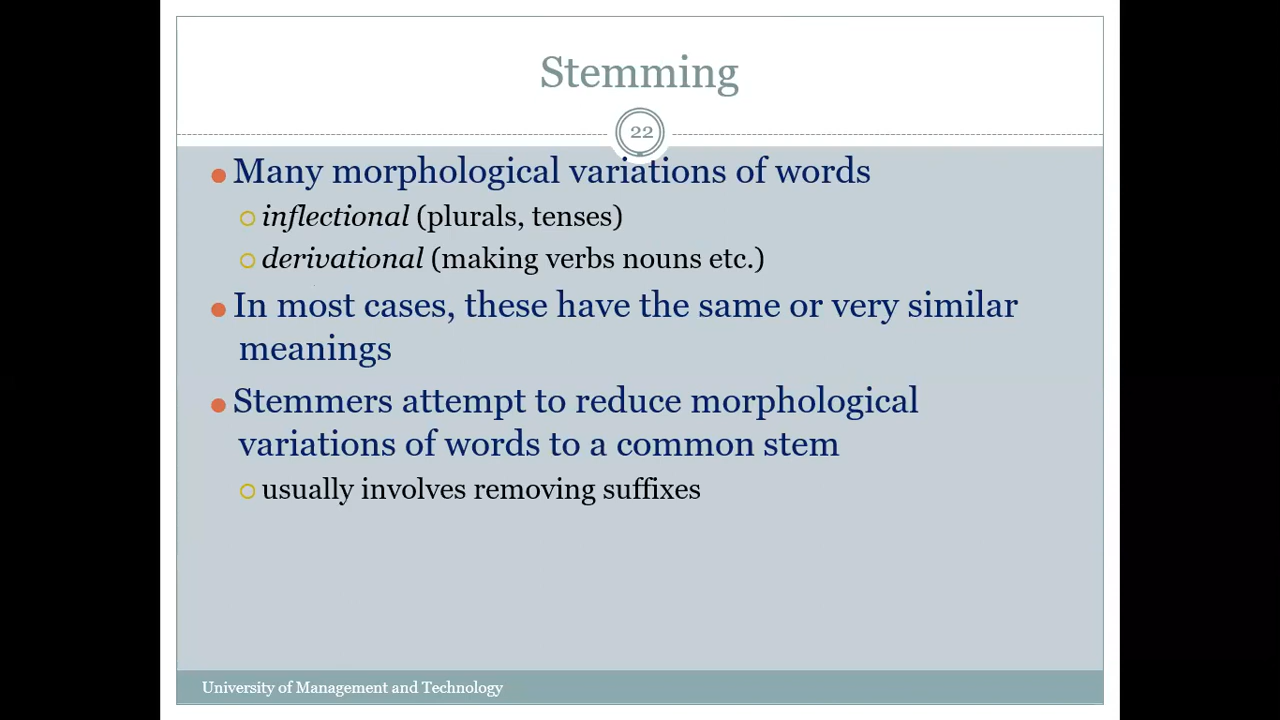 Stemming
22
Many morphological variations of words
inflectional (plurals, tenses)
derivational (making verbs nouns etc.)
In most cases, these have the same or very similar
meanings
Stemmers attempt to reduce morphological
variations of words to a common stem
usually involves removing suffixes
University of Management and Technology